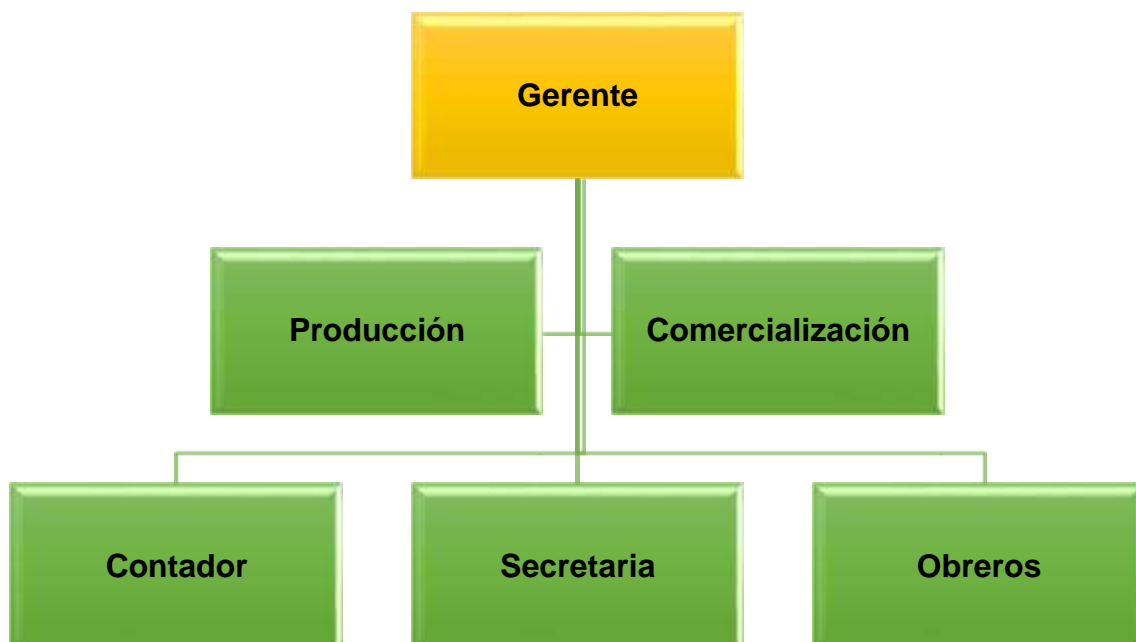 Gerente
Producción
Comercialización
Contador
Secretaria
Obreros